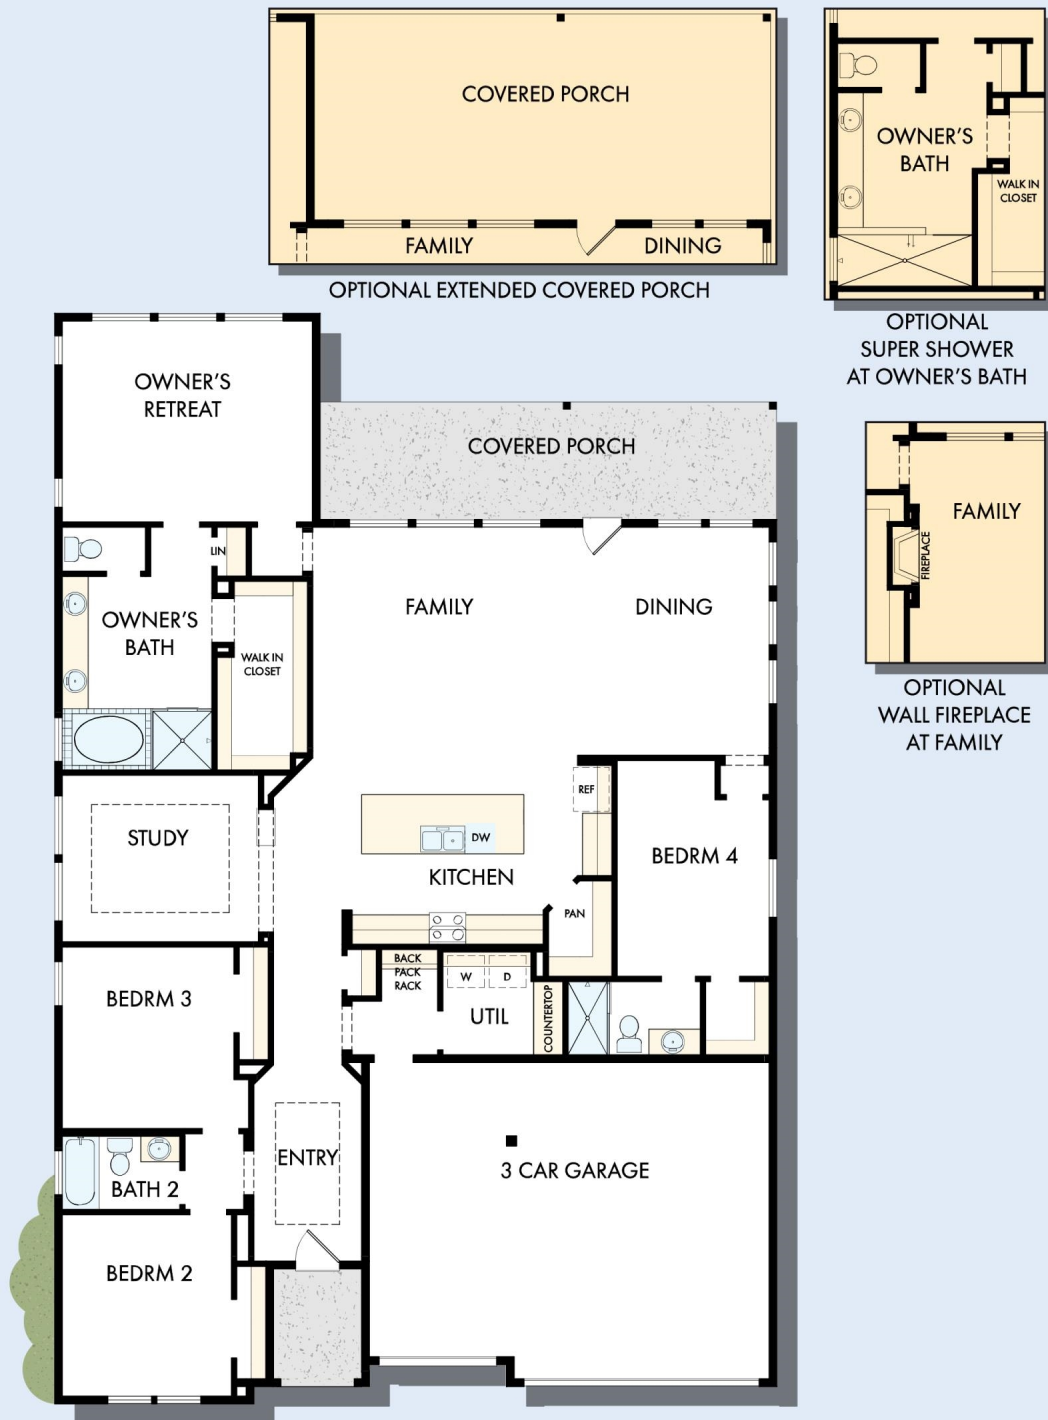 COVERED PORCH
FAMILY
DINING
OPTIONAL EXTENDED COVERED PORCH
OWNER'S
BATH
WALK IN
CLOSET
OPTIONAL
SUPER SHOWER
AT OWNER'S BATH
OWNER'S
RETREAT
COVERED PORCH
FAMILY
FIREPLACE
OPTIONAL
WALL FIREPLACE
AT FAMILY
LIN
OWNER'S
BATH
WALK IN
CLOSET
FAMILY
DINING
STUDY
REF
DW
KITCHEN
BEDRM 4
PAN
BEDRM 3
BACK
PACK
RACK
W
D
UTIL
COUNTERTOP
ENTRY
3 CAR GARAGE
BATH 2
BEDRM 2